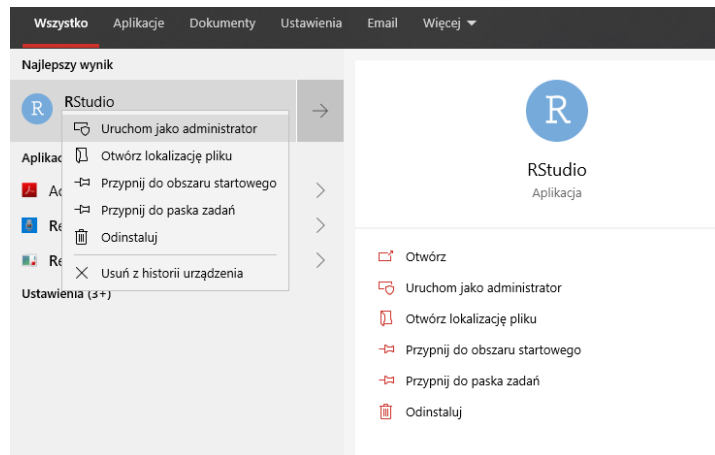 Wszystko Aplikacje Dokumenty Ustawienia Email Więcej
Najlepszy wynik
R RStudio
Uruchom jako administrator
Otwórz lokalizację pliku
Przypnij do obszaru startowego
Przypnij do paska zadań
Odinstaluj
Usuń z historii urządzenia
Ustawienia (3+)
R
RStudio
Aplikacja
Otwórz
Uruchom jako administrator
Otwórz lokalizację pliku
Przypnij do obszaru startowego
Przypnij do paska zadań
Odinstaluj